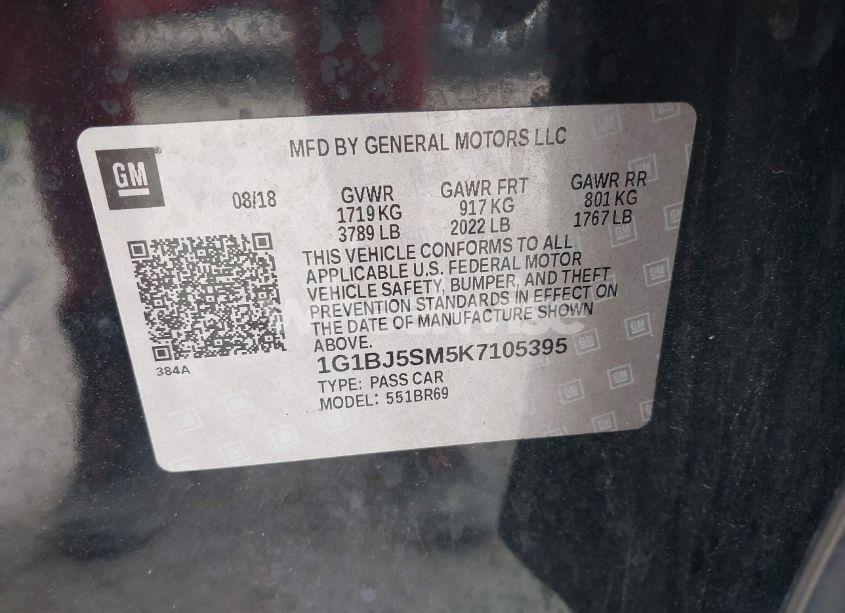 GM
MFD BY GENERAL MOTORS LLC
08/18
GVWR
1719 KG
3789 LB
GAWR FRT
917 KG
2022 LB
GAWR RR
801 KG
1767 LB
THIS VEHICLE CONFORMS TO ALL
APPLICABLE U.S. FEDERAL MOTOR
VEHICLE SAFETY, BUMPER, AND THEFT
PREVENTION STANDARDS IN EFFECT ON
THE DATE OF MANUFACTURE SHOWN
ABOVE.
384A
1G1BJ5SM5K7105395
TYPE: PASS CAR
MODEL: 551BR69